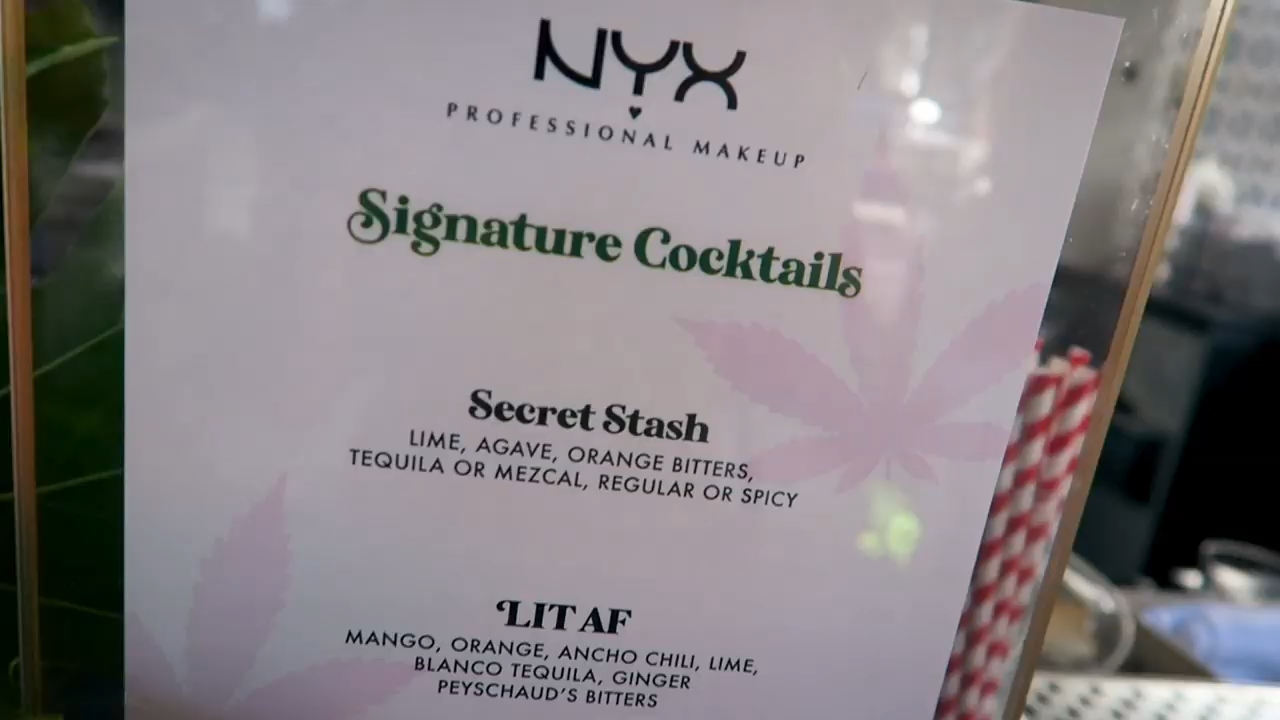 NYX
PROFESSIONAL MAKEUP
Signature Cocktails
Secret Stash
LIME, AGAVE, ORANGE BITTERS,
TEQUILA OR MEZCAL, REGULAR OR SPICY
LIT AF
MANGO, ORANGE, ANCHO CHILI, LIME,
BLANCO TEQUILA, GINGER
PEYSCHAUD'S BITTERS